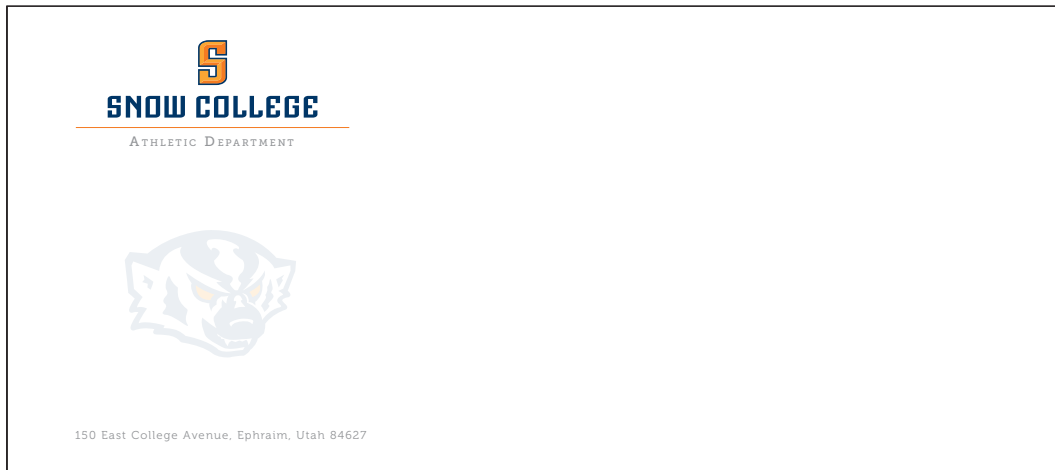 S
SNOW COLLEGE
ATHLETIC DEPARTMENT
150 East College Avenue, Ephraim, Utah 84627